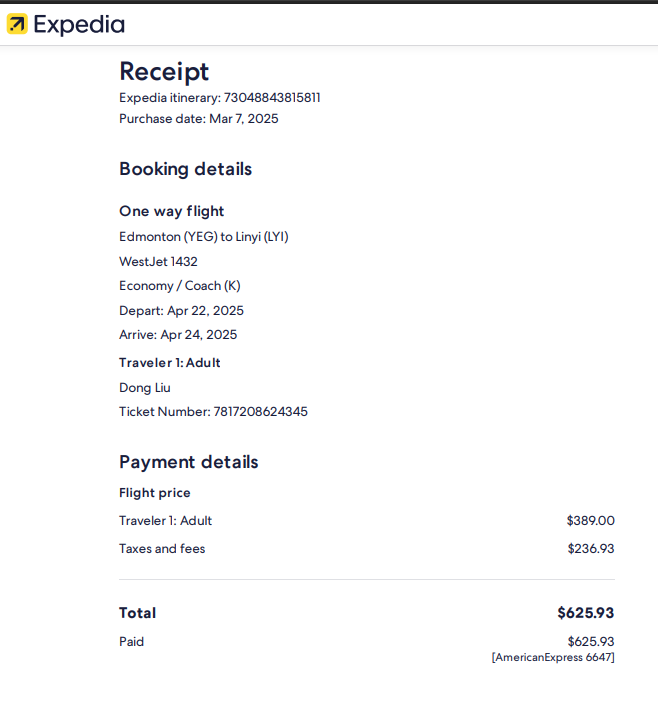 Expedia
Receipt
Expedia itinerary: 73048843815811
Purchase date: Mar 7, 2025
Booking details
One way flight
Edmonton (YEG) to Linyi (LYI)
WestJet 1432
Economy / Coach (K)
Depart: Apr 22, 2025
Arrive: Apr 24, 2025
Traveler 1: Adult
Dong Liu
Ticket Number: 7817208624345
Payment details
Flight price
Traveler 1: Adult $389.00
Taxes and fees $236.93
Total $625.93
Paid $625.93
[AmericanExpress 6647]